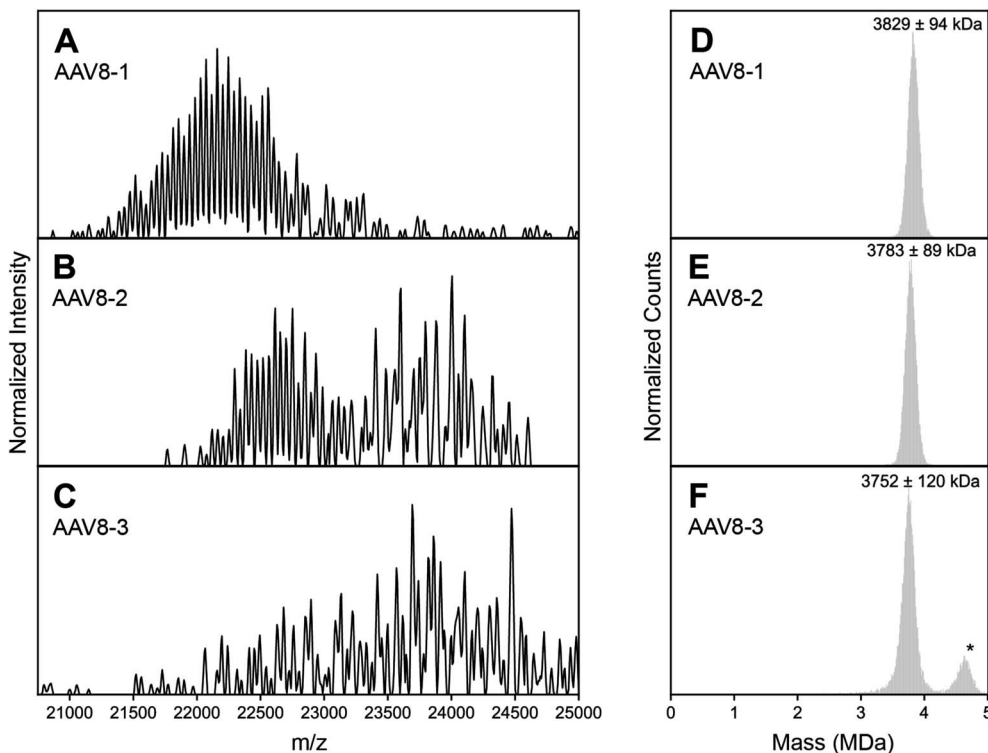 A
AAV8-1
B
AAV8-2
C
AAV8-3
Normalized Intensity
21000 21500 22000 22500 23000 23500 24000 24500 25000
m/z
D
3829 ± 94 kDa
AAV8-1
E
3783 ± 89 kDa
AAV8-2
F
3752 ± 120 kDa
AAV8-3
*
Normalized Counts
0 1 2 3 4 5
Mass (MDa)